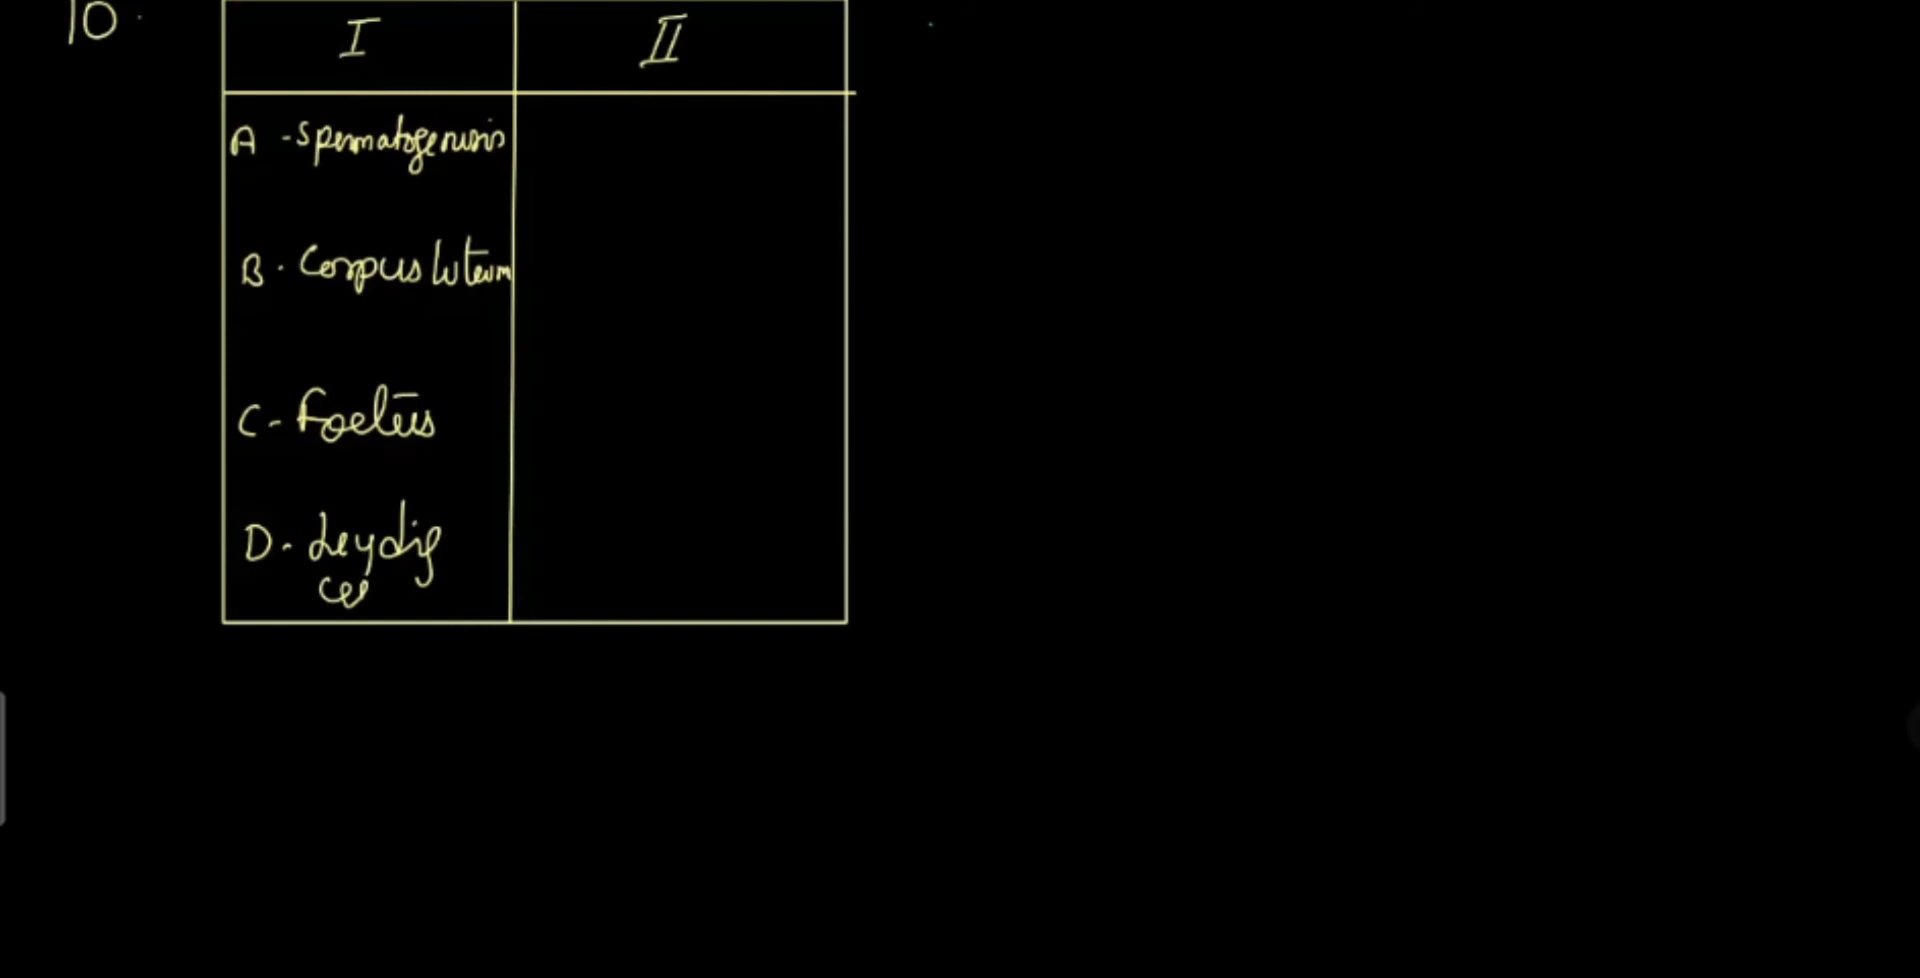 10.
I II
A - Spermatogenesis
B. Corpus luteum
C - Foetus
D. Leydig
Cell